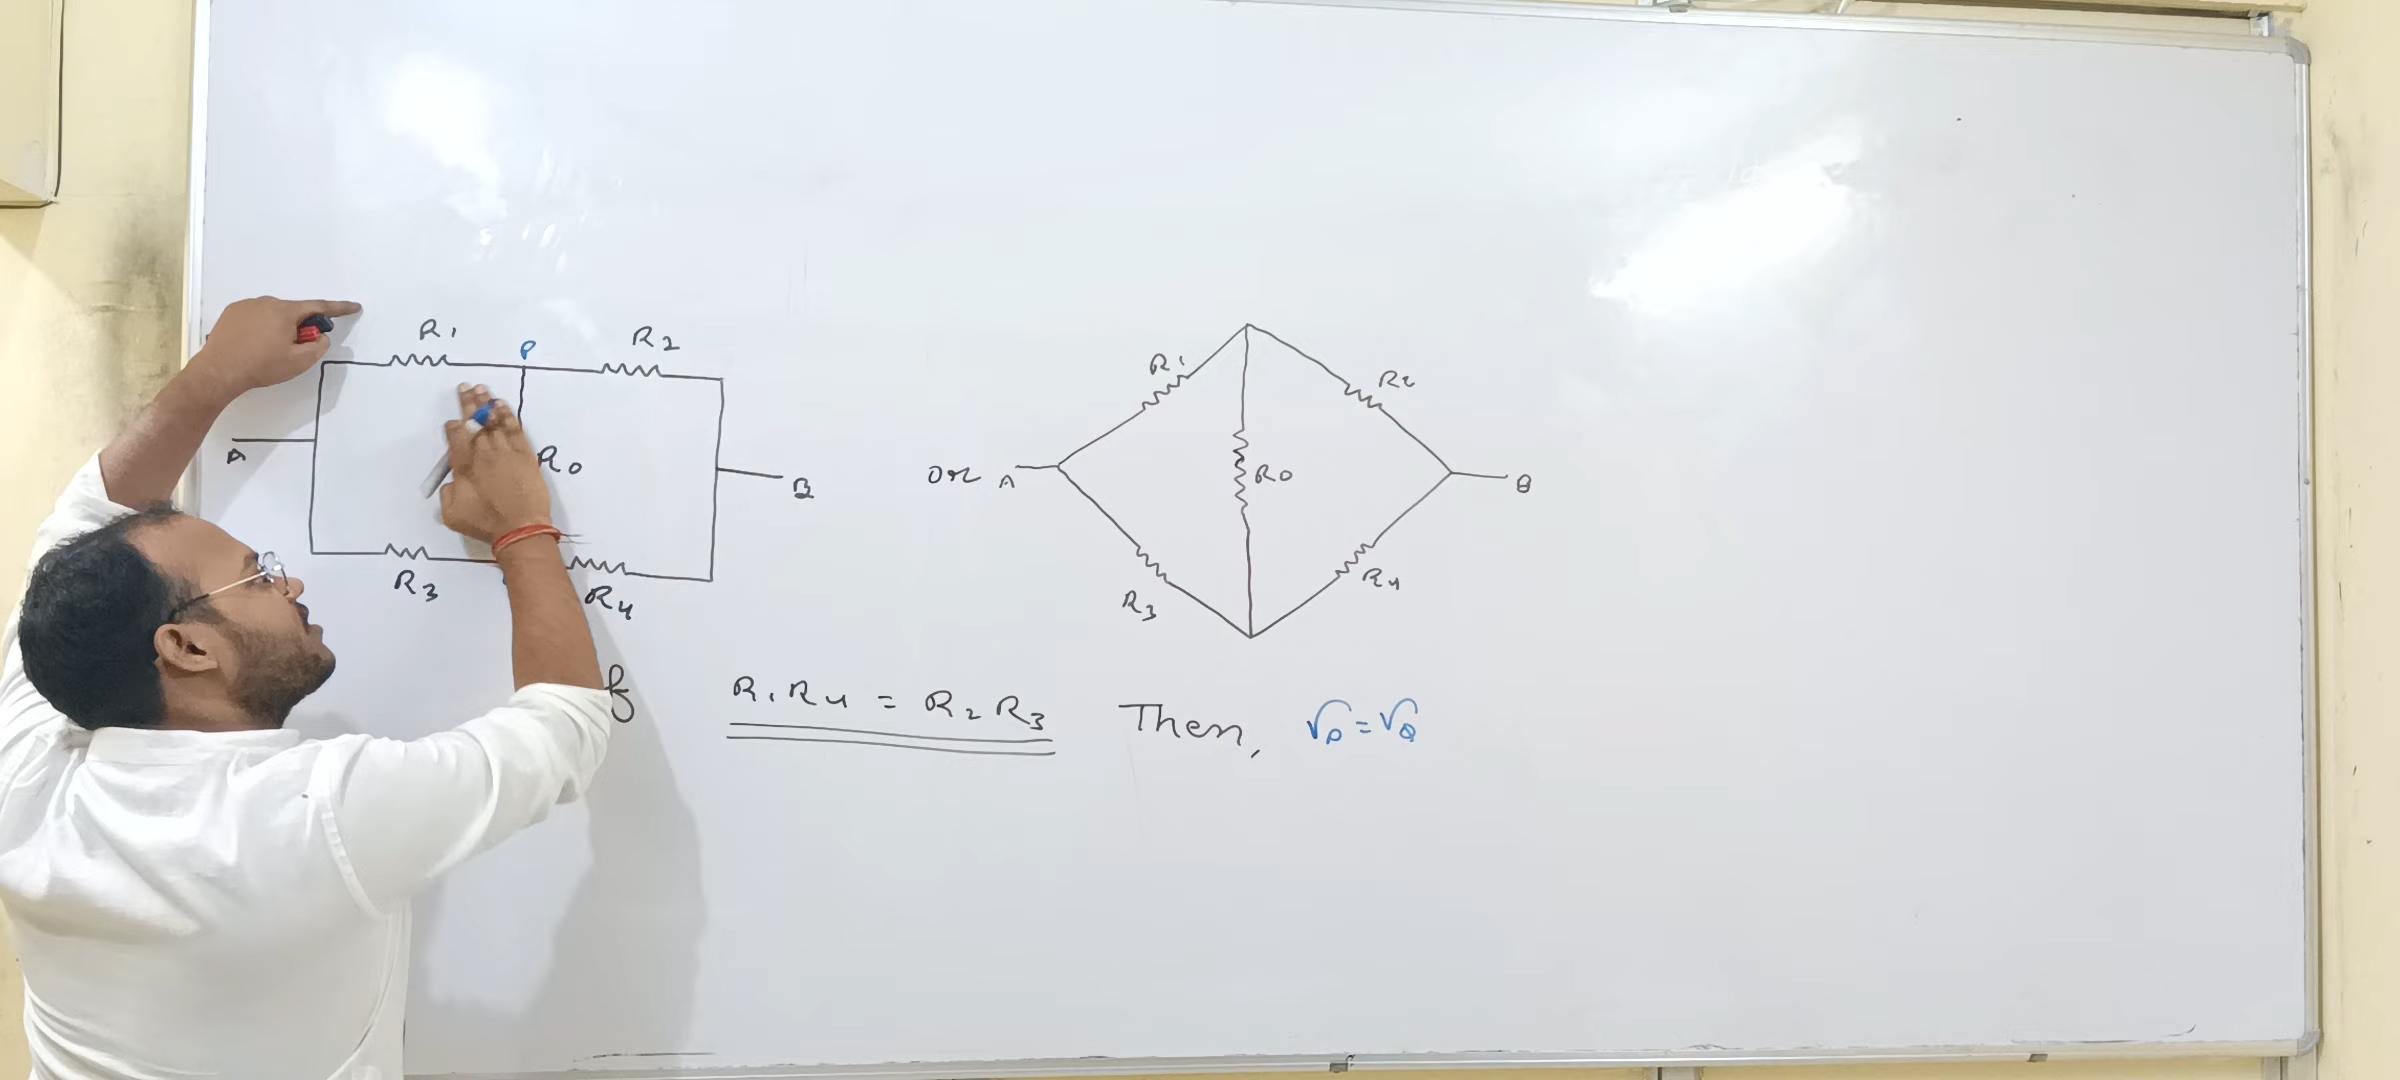 R1 P R2
A R0 B
R3 R4
R1 R2
or A R0 B
R3 R4
R1R4 = R2R3 Then, VP = VQ